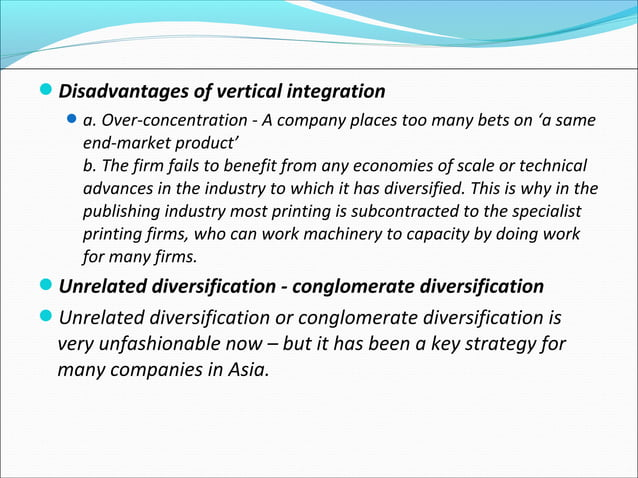 Disadvantages of vertical integration
a. Over-concentration - A company places too many bets on ‘a same
end-market product’
b. The firm fails to benefit from any economies of scale or technical
advances in the industry to which it has diversified. This is why in the
publishing industry most printing is subcontracted to the specialist
printing firms, who can work machinery to capacity by doing work
for many firms.
Unrelated diversification - conglomerate diversification
Unrelated diversification or conglomerate diversification is
very unfashionable now – but it has been a key strategy for
many companies in Asia.